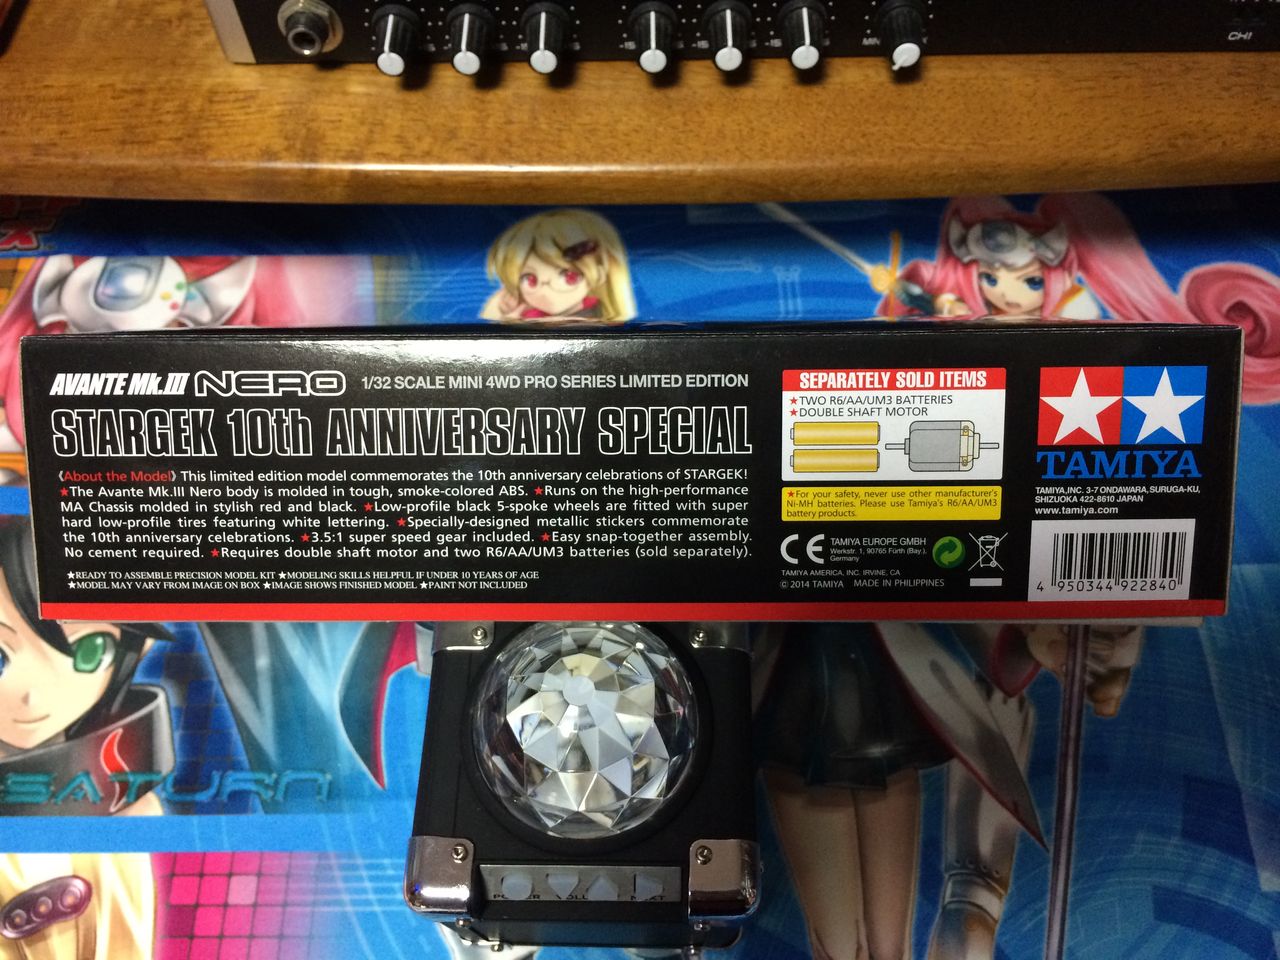 CH1
AVANTE Mk.III NERO 1/32 SCALE MINI 4WD PRO SERIES LIMITED EDITION
STARGEK 10th ANNIVERSARY SPECIAL
《About the Model》 This limited edition model commemorates the 10th anniversary celebrations of STARGEK!
★The Avante Mk.III Nero body is molded in tough, smoke-colored ABS. ★Runs on the high-performance
MA Chassis molded in stylish red and black. ★Low-profile black 5-spoke wheels are fitted with super
hard low-profile tires featuring white lettering. ★Specially-designed metallic stickers commemorate
the 10th anniversary celebrations. ★3.5:1 super speed gear included. ★Easy snap-together assembly.
No cement required. ★Requires double shaft motor and two R6/AA/UM3 batteries (sold separately).
★READY TO ASSEMBLE PRECISION MODEL KIT ★MODELING SKILLS HELPFUL IF UNDER 10 YEARS OF AGE
★MODEL MAY VARY FROM IMAGE ON BOX ★IMAGE SHOWS FINISHED MODEL ★PAINT NOT INCLUDED
SEPARATELY SOLD ITEMS
★TWO R6/AA/UM3 BATTERIES
★DOUBLE SHAFT MOTOR
★For your safety, never use other manufacturer's
Ni-MH batteries. Please use Tamiya's R6/AA/UM3
battery products.
CE
TAMIYA EUROPE GMBH
Werkstr. 1, 90765 Fürth (Bay.),
Germany
TAMIYA AMERICA, INC. IRVINE, CA
© 2014 TAMIYA MADE IN PHILIPPINES
TAMIYA
TAMIYA,INC. 3-7 ONDAWARA, SURUGA-KU,
SHIZUOKA 422-8610 JAPAN
www.tamiya.com
4 950344 922840
SATURN